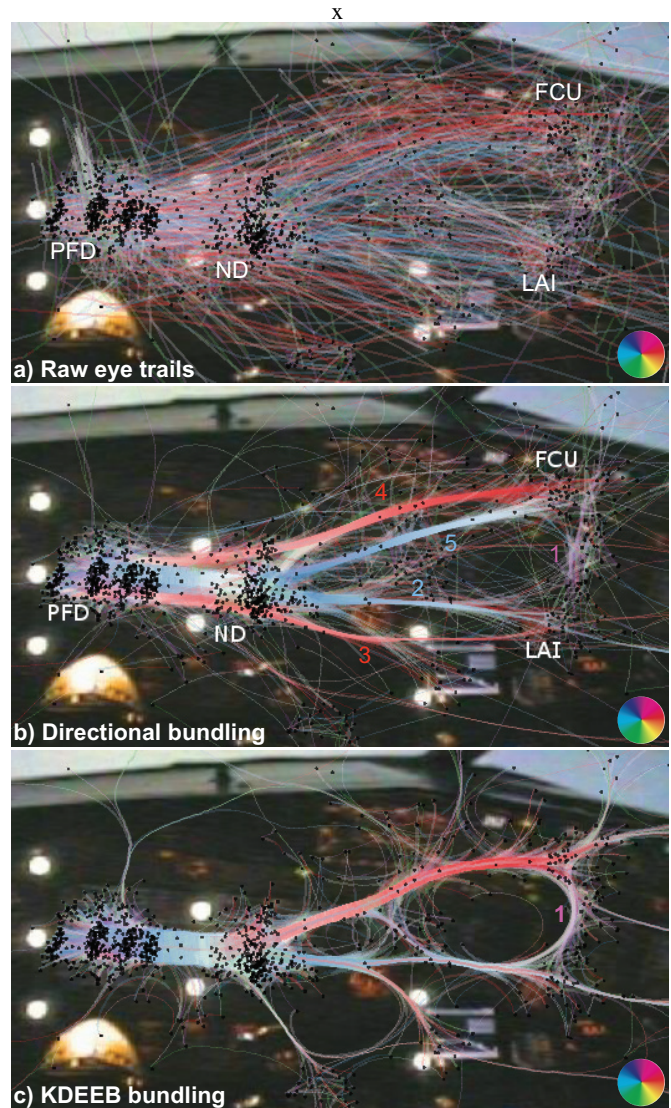 x
FCU
PFD
ND
LAI
a) Raw eye trails
FCU
4
5
1
2
PFD
ND
LAI
3
b) Directional bundling
1
c) KDEEB bundling